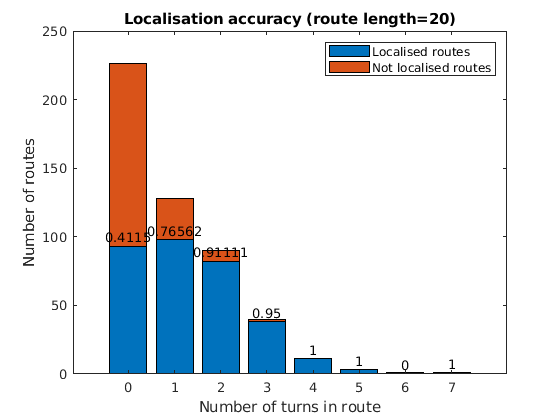 Localisation accuracy (route length=20)
Localised routes
Not localised routes
Number of routes
250
200
150
100
50
0
0.4115
0.76562
0.91111
0.95
1
1
0
1
0 1 2 3 4 5 6 7
Number of turns in route